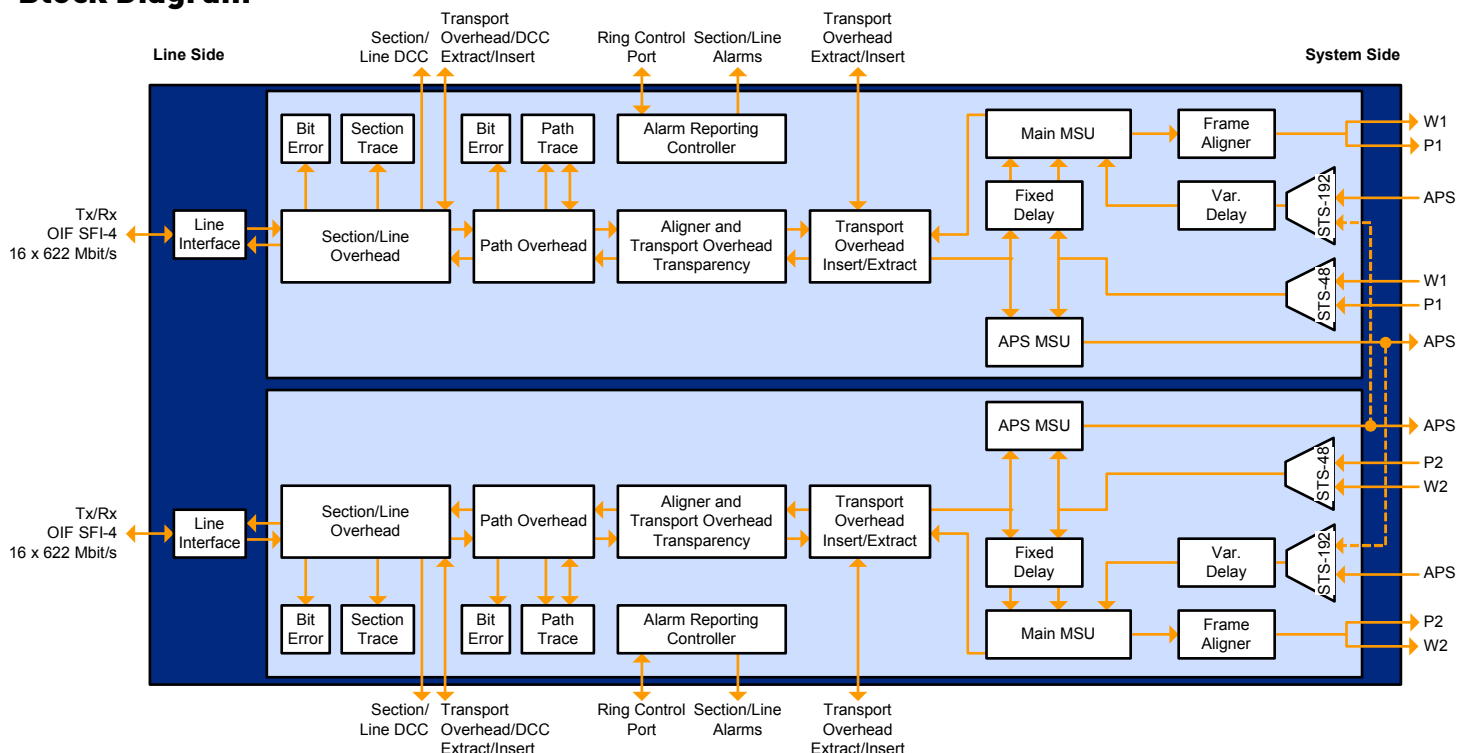 Block Diagram
Transport
Section/ Overhead/DCC
Line DCC Extract/Insert
Ring Control
Port
Section/Line
Alarms
Transport
Overhead
Extract/Insert
Line Side
System Side
Bit
Error
Section
Trace
Bit
Error
Path
Trace
Alarm Reporting
Controller
Main MSU
Frame
Aligner
W1
P1
Tx/Rx
OIF SFI-4
16 x 622 Mbit/s
Line
Interface
Section/Line
Overhead
Path Overhead
Aligner and
Transport Overhead
Transparency
Transport
Overhead
Insert/Extract
Fixed
Delay
Var.
Delay
STS-192
APS
STS-48
W1
P1
APS MSU
APS
APS MSU
APS
STS-48
P2
W2
Tx/Rx
OIF SFI-4
16 x 622 Mbit/s
Line
Interface
Section/Line
Overhead
Path Overhead
Aligner and
Transport Overhead
Transparency
Transport
Overhead
Insert/Extract
Fixed
Delay
Var.
Delay
STS-192
APS
Bit
Error
Section
Trace
Bit
Error
Path
Trace
Alarm Reporting
Controller
Main MSU
Frame
Aligner
P2
W2
Section/
Line DCC
Transport
Overhead/DCC
Extract/Insert
Ring Control
Port
Section/Line
Alarms
Transport
Overhead
Extract/Insert